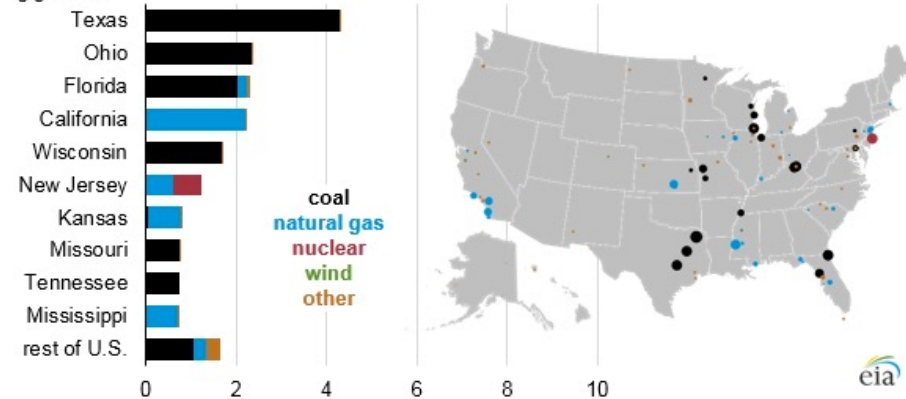 Texas
Ohio
Florida
California
Wisconsin
New Jersey
Kansas
Missouri
Tennessee
Mississippi
rest of U.S.
coal
natural gas
nuclear
wind
other
0 2 4 6 8 10
eia